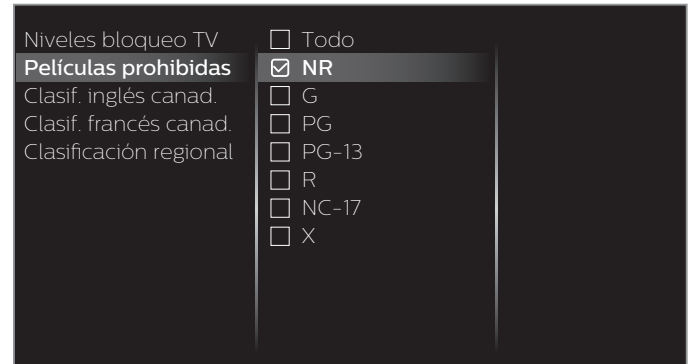 Niveles bloqueo TV
Películas prohibidas
Clasif. inglés canad.
Clasif. francés canad.
Clasificación regional
Todo
NR
G
PG
PG-13
R
NC-17
X